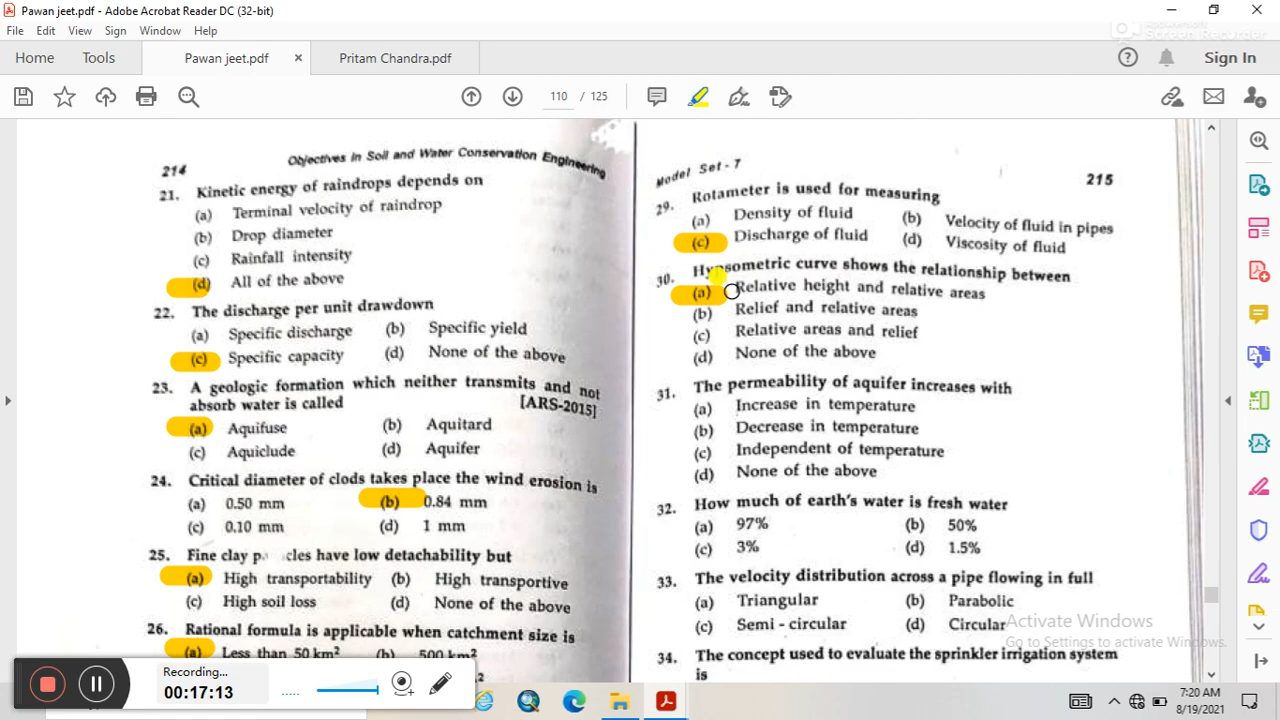 Pawan jeet.pdf - Adobe Acrobat Reader DC (32-bit)
File Edit View Sign Window Help
Screen Recorder
Home Tools Pawan jeet.pdf × Pritam Chandra.pdf Sign In
110 / 125
214 Objectives in Soil and Water Conservation Engineering
21. Kinetic energy of raindrops depends on
(a) Terminal velocity of raindrop
(b) Drop diameter
(c) Rainfall intensity
(d) All of the above
22. The discharge per unit drawdown
(a) Specific discharge (b) Specific yield
(c) Specific capacity (d) None of the above
23. A geologic formation which neither transmits and not
absorb water is called [ARS-2015]
(a) Aquifuse (b) Aquitard
(c) Aquiclude (d) Aquifer
24. Critical diameter of clods takes place the wind erosion is
(a) 0.50 mm (b) 0.84 mm
(c) 0.10 mm (d) 1 mm
25. Fine clay pa cles have low detachability but
(a) High transportability (b) High transportive
(c) High soil loss (d) None of the above
26. Rational formula is applicable when catchment size is
(a) Less than 50 km² (b) 500 km²
Model Set - 7 215
29. Rotameter is used for measuring
(a) Density of fluid (b) Velocity of fluid in pipes
(c) Discharge of fluid (d) Viscosity of fluid
30. Hypsometric curve shows the relationship between
(a) Relative height and relative areas
(b) Relief and relative areas
(c) Relative areas and relief
(d) None of the above
31. The permeability of aquifer increases with
(a) Increase in temperature
(b) Decrease in temperature
(c) Independent of temperature
(d) None of the above
32. How much of earth's water is fresh water
(a) 97% (b) 50%
(c) 3% (d) 1.5%
33. The velocity distribution across a pipe flowing in full
(a) Triangular (b) Parabolic
(c) Semi - circular (d) Circular
34. The concept used to evaluate the sprinkler irrigation system
is
Activate Windows
Go to Settings to activate Windows.
Recording...
00:17:13
7:20 AM
8/19/2021